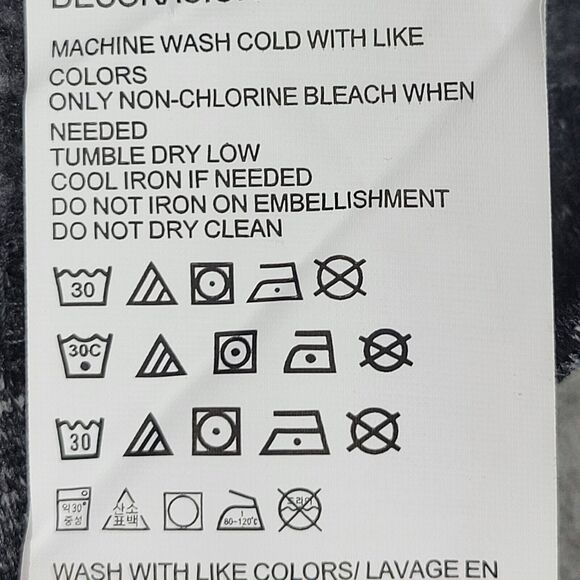 MACHINE WASH COLD WITH LIKE
COLORS
ONLY NON-CHLORINE BLEACH WHEN
NEEDED
TUMBLE DRY LOW
COOL IRON IF NEEDED
DO NOT IRON ON EMBELLISHMENT
DO NOT DRY CLEAN
30
30C
30
약30° 중성 산소 표백 80~120℃ 드라이
WASH WITH LIKE COLORS/ LAVAGE EN